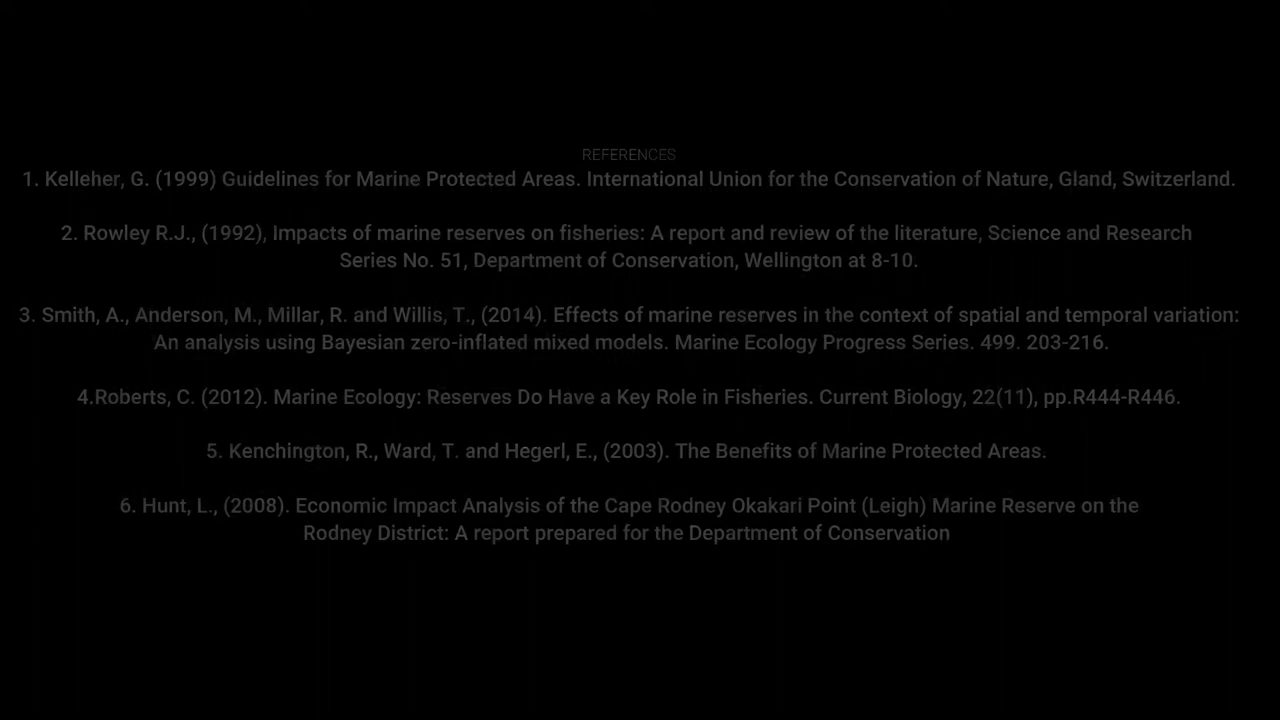 REFERENCES
1. Kelleher, G. (1999) Guidelines for Marine Protected Areas. International Union for the Conservation of Nature, Gland, Switzerland.
2. Rowley R.J., (1992), Impacts of marine reserves on fisheries: A report and review of the literature, Science and Research
Series No. 51, Department of Conservation, Wellington at 8-10.
3. Smith, A., Anderson, M., Millar, R. and Willis, T., (2014). Effects of marine reserves in the context of spatial and temporal variation:
An analysis using Bayesian zero-inflated mixed models. Marine Ecology Progress Series. 499. 203-216.
4.Roberts, C. (2012). Marine Ecology: Reserves Do Have a Key Role in Fisheries. Current Biology, 22(11), pp.R444-R446.
5. Kenchington, R., Ward, T. and Hegerl, E., (2003). The Benefits of Marine Protected Areas.
6. Hunt, L., (2008). Economic Impact Analysis of the Cape Rodney Okakari Point (Leigh) Marine Reserve on the
Rodney District: A report prepared for the Department of Conservation